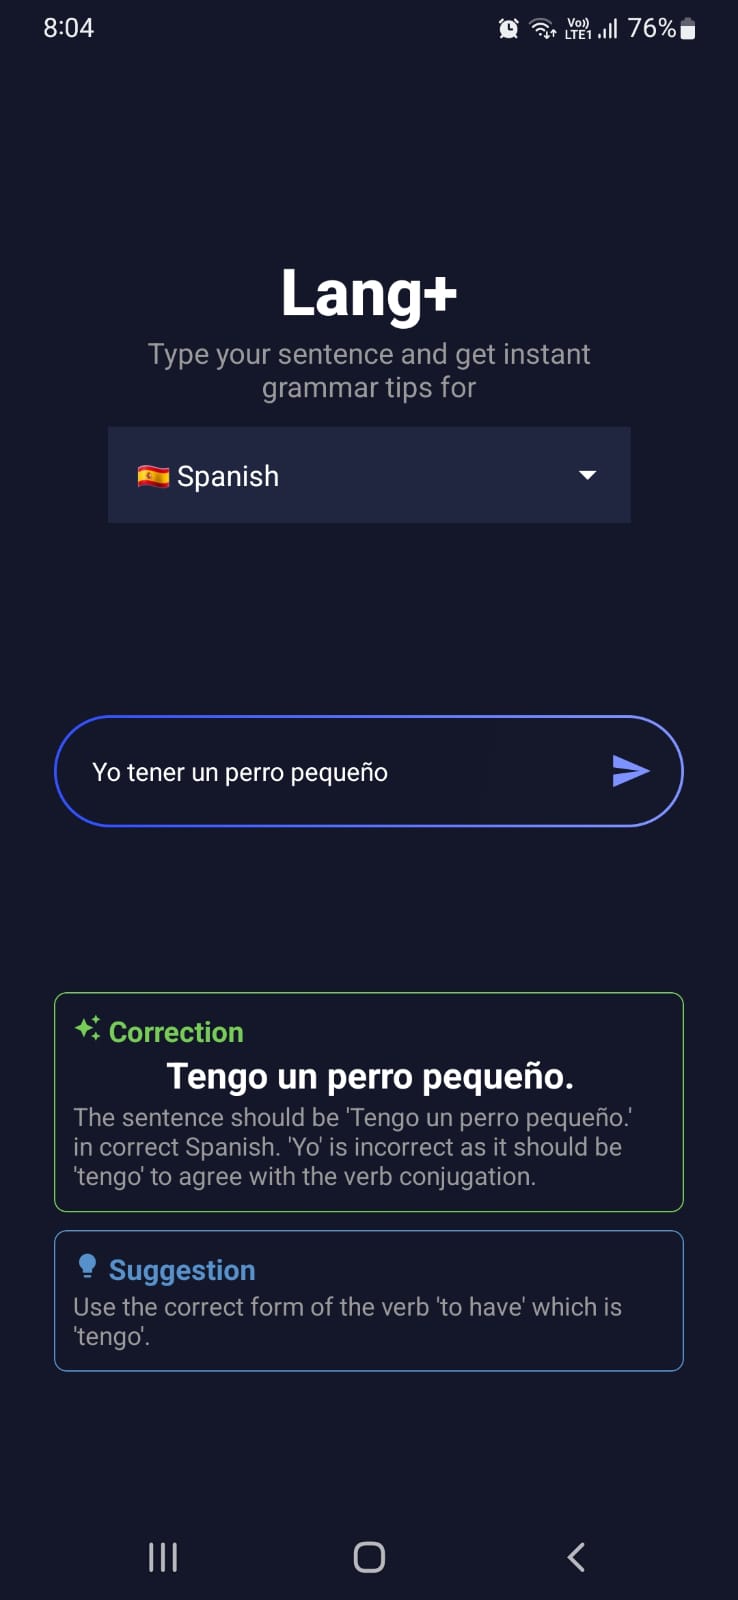 8:04
Vo)) LTE1 76%
Lang+
Type your sentence and get instant
grammar tips for
🇪🇸 Spanish
Yo tener un perro pequeño
Correction
Tengo un perro pequeño.
The sentence should be 'Tengo un perro pequeño.'
in correct Spanish. 'Yo' is incorrect as it should be
'tengo' to agree with the verb conjugation.
Suggestion
Use the correct form of the verb 'to have' which is
'tengo'.